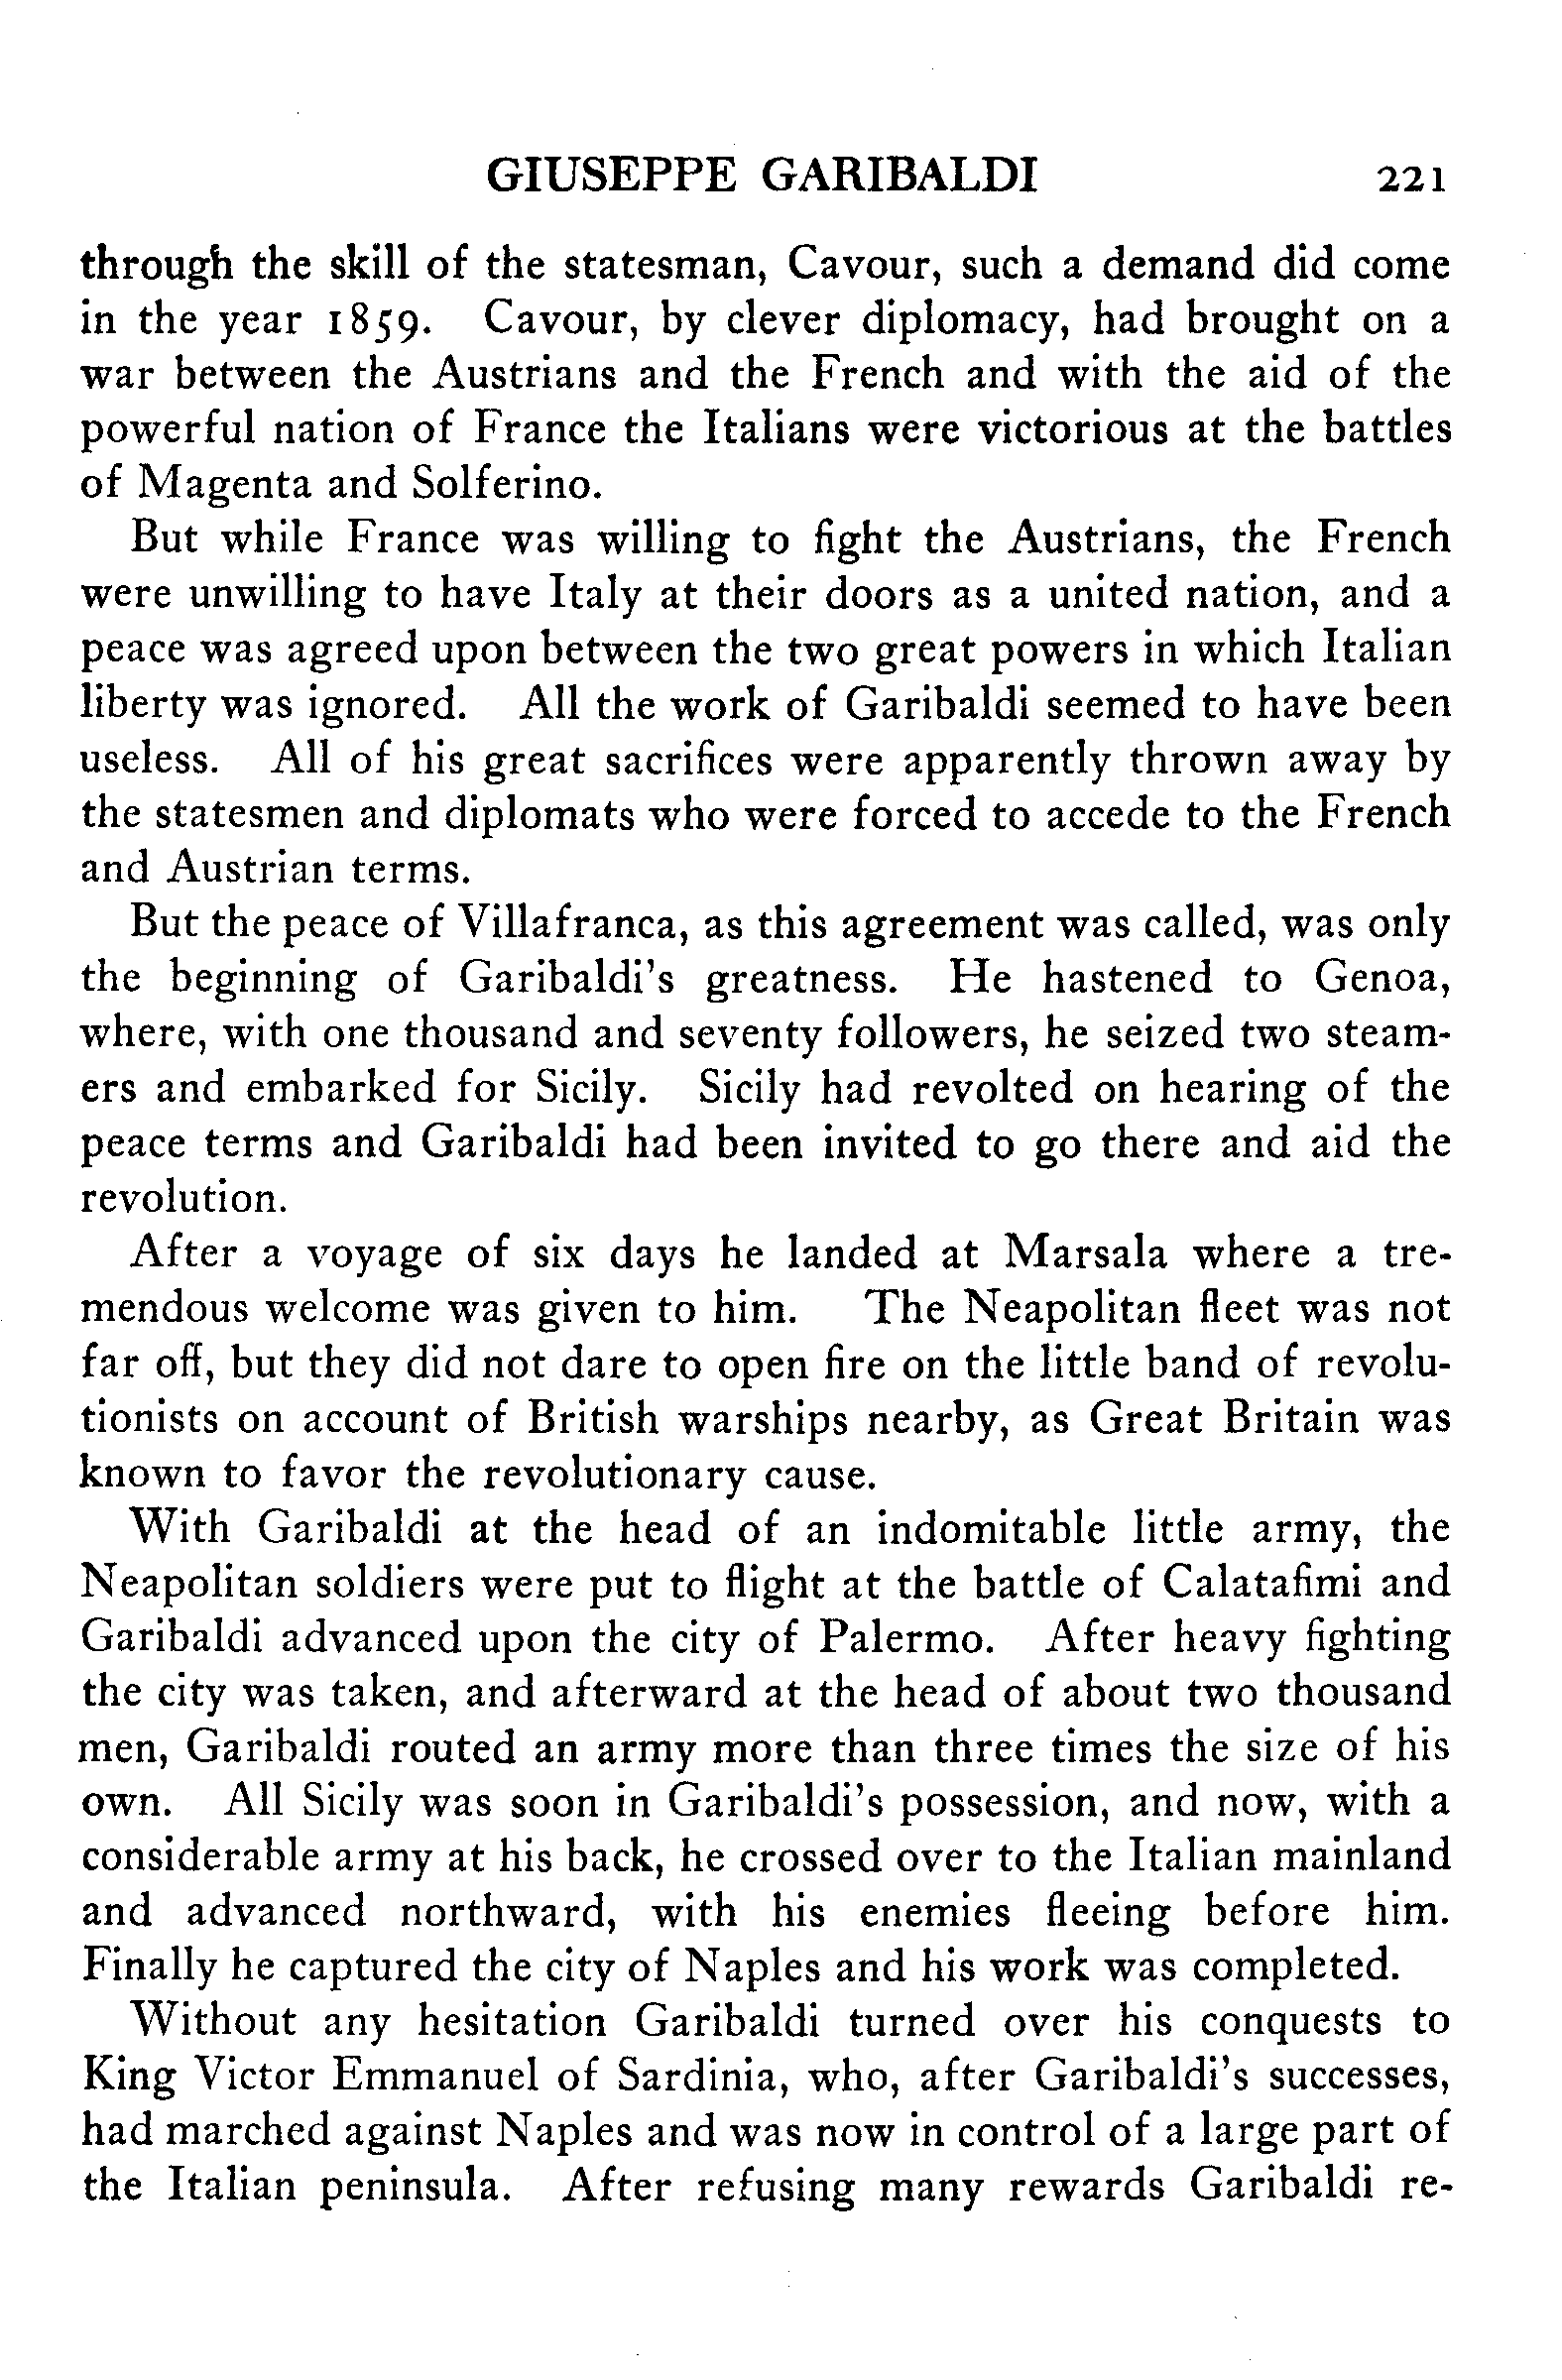 GIUSEPPE GARIBALDI 221
through the skill of the statesman, Cavour, such a demand did come
in the year 1859. Cavour, by clever diplomacy, had brought on a
war between the Austrians and the French and with the aid of the
powerful nation of France the Italians were victorious at the battles
of Magenta and Solferino.
But while France was willing to fight the Austrians, the French
were unwilling to have Italy at their doors as a united nation, and a
peace was agreed upon between the two great powers in which Italian
liberty was ignored. All the work of Garibaldi seemed to have been
useless. All of his great sacrifices were apparently thrown away by
the statesmen and diplomats who were forced to accede to the French
and Austrian terms.
But the peace of Villafranca, as this agreement was called, was only
the beginning of Garibaldi's greatness. He hastened to Genoa,
where, with one thousand and seventy followers, he seized two steam-
ers and embarked for Sicily. Sicily had revolted on hearing of the
peace terms and Garibaldi had been invited to go there and aid the
revolution.
After a voyage of six days he landed at Marsala where a tre-
mendous welcome was given to him. The Neapolitan fleet was not
far off, but they did not dare to open fire on the little band of revolu-
tionists on account of British warships nearby, as Great Britain was
known to favor the revolutionary cause.
With Garibaldi at the head of an indomitable little army, the
Neapolitan soldiers were put to flight at the battle of Calatafimi and
Garibaldi advanced upon the city of Palermo. After heavy fighting
the city was taken, and afterward at the head of about two thousand
men, Garibaldi routed an army more than three times the size of his
own. All Sicily was soon in Garibaldi's possession, and now, with a
considerable army at his back, he crossed over to the Italian mainland
and advanced northward, with his enemies fleeing before him.
Finally he captured the city of Naples and his work was completed.
Without any hesitation Garibaldi turned over his conquests to
King Victor Emmanuel of Sardinia, who, after Garibaldi's successes,
had marched against Naples and was now in control of a large part of
the Italian peninsula. After refusing many rewards Garibaldi re-